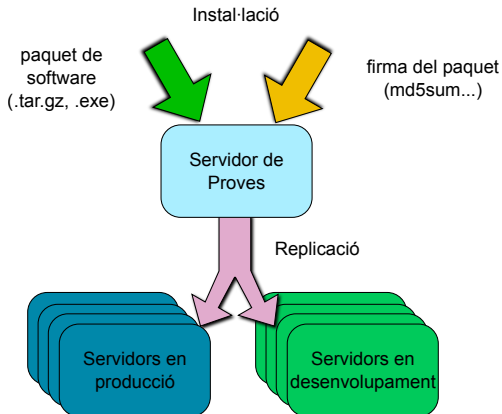 Instal·lació
paquet de
software
(.tar.gz, .exe)
firma del paquet
(md5sum...)
Servidor de
Proves
Replicació
Servidors en
producció
Servidors en
desenvolupament